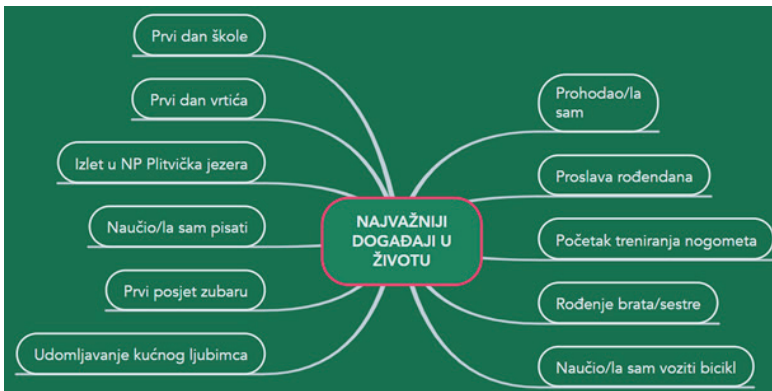 Prvi dan škole
Prvi dan vrtića
Izlet u NP Plitvička jezera
Naučio/la sam pisati
Prvi posjet zubaru
Udomljavanje kućnog ljubimca
NAJVAŽNIJI
DOGAĐAJI U
ŽIVOTU
Prohodao/la
sam
Proslava rođendana
Početak treniranja nogometa
Rođenje brata/sestre
Naučio/la sam voziti bicikl